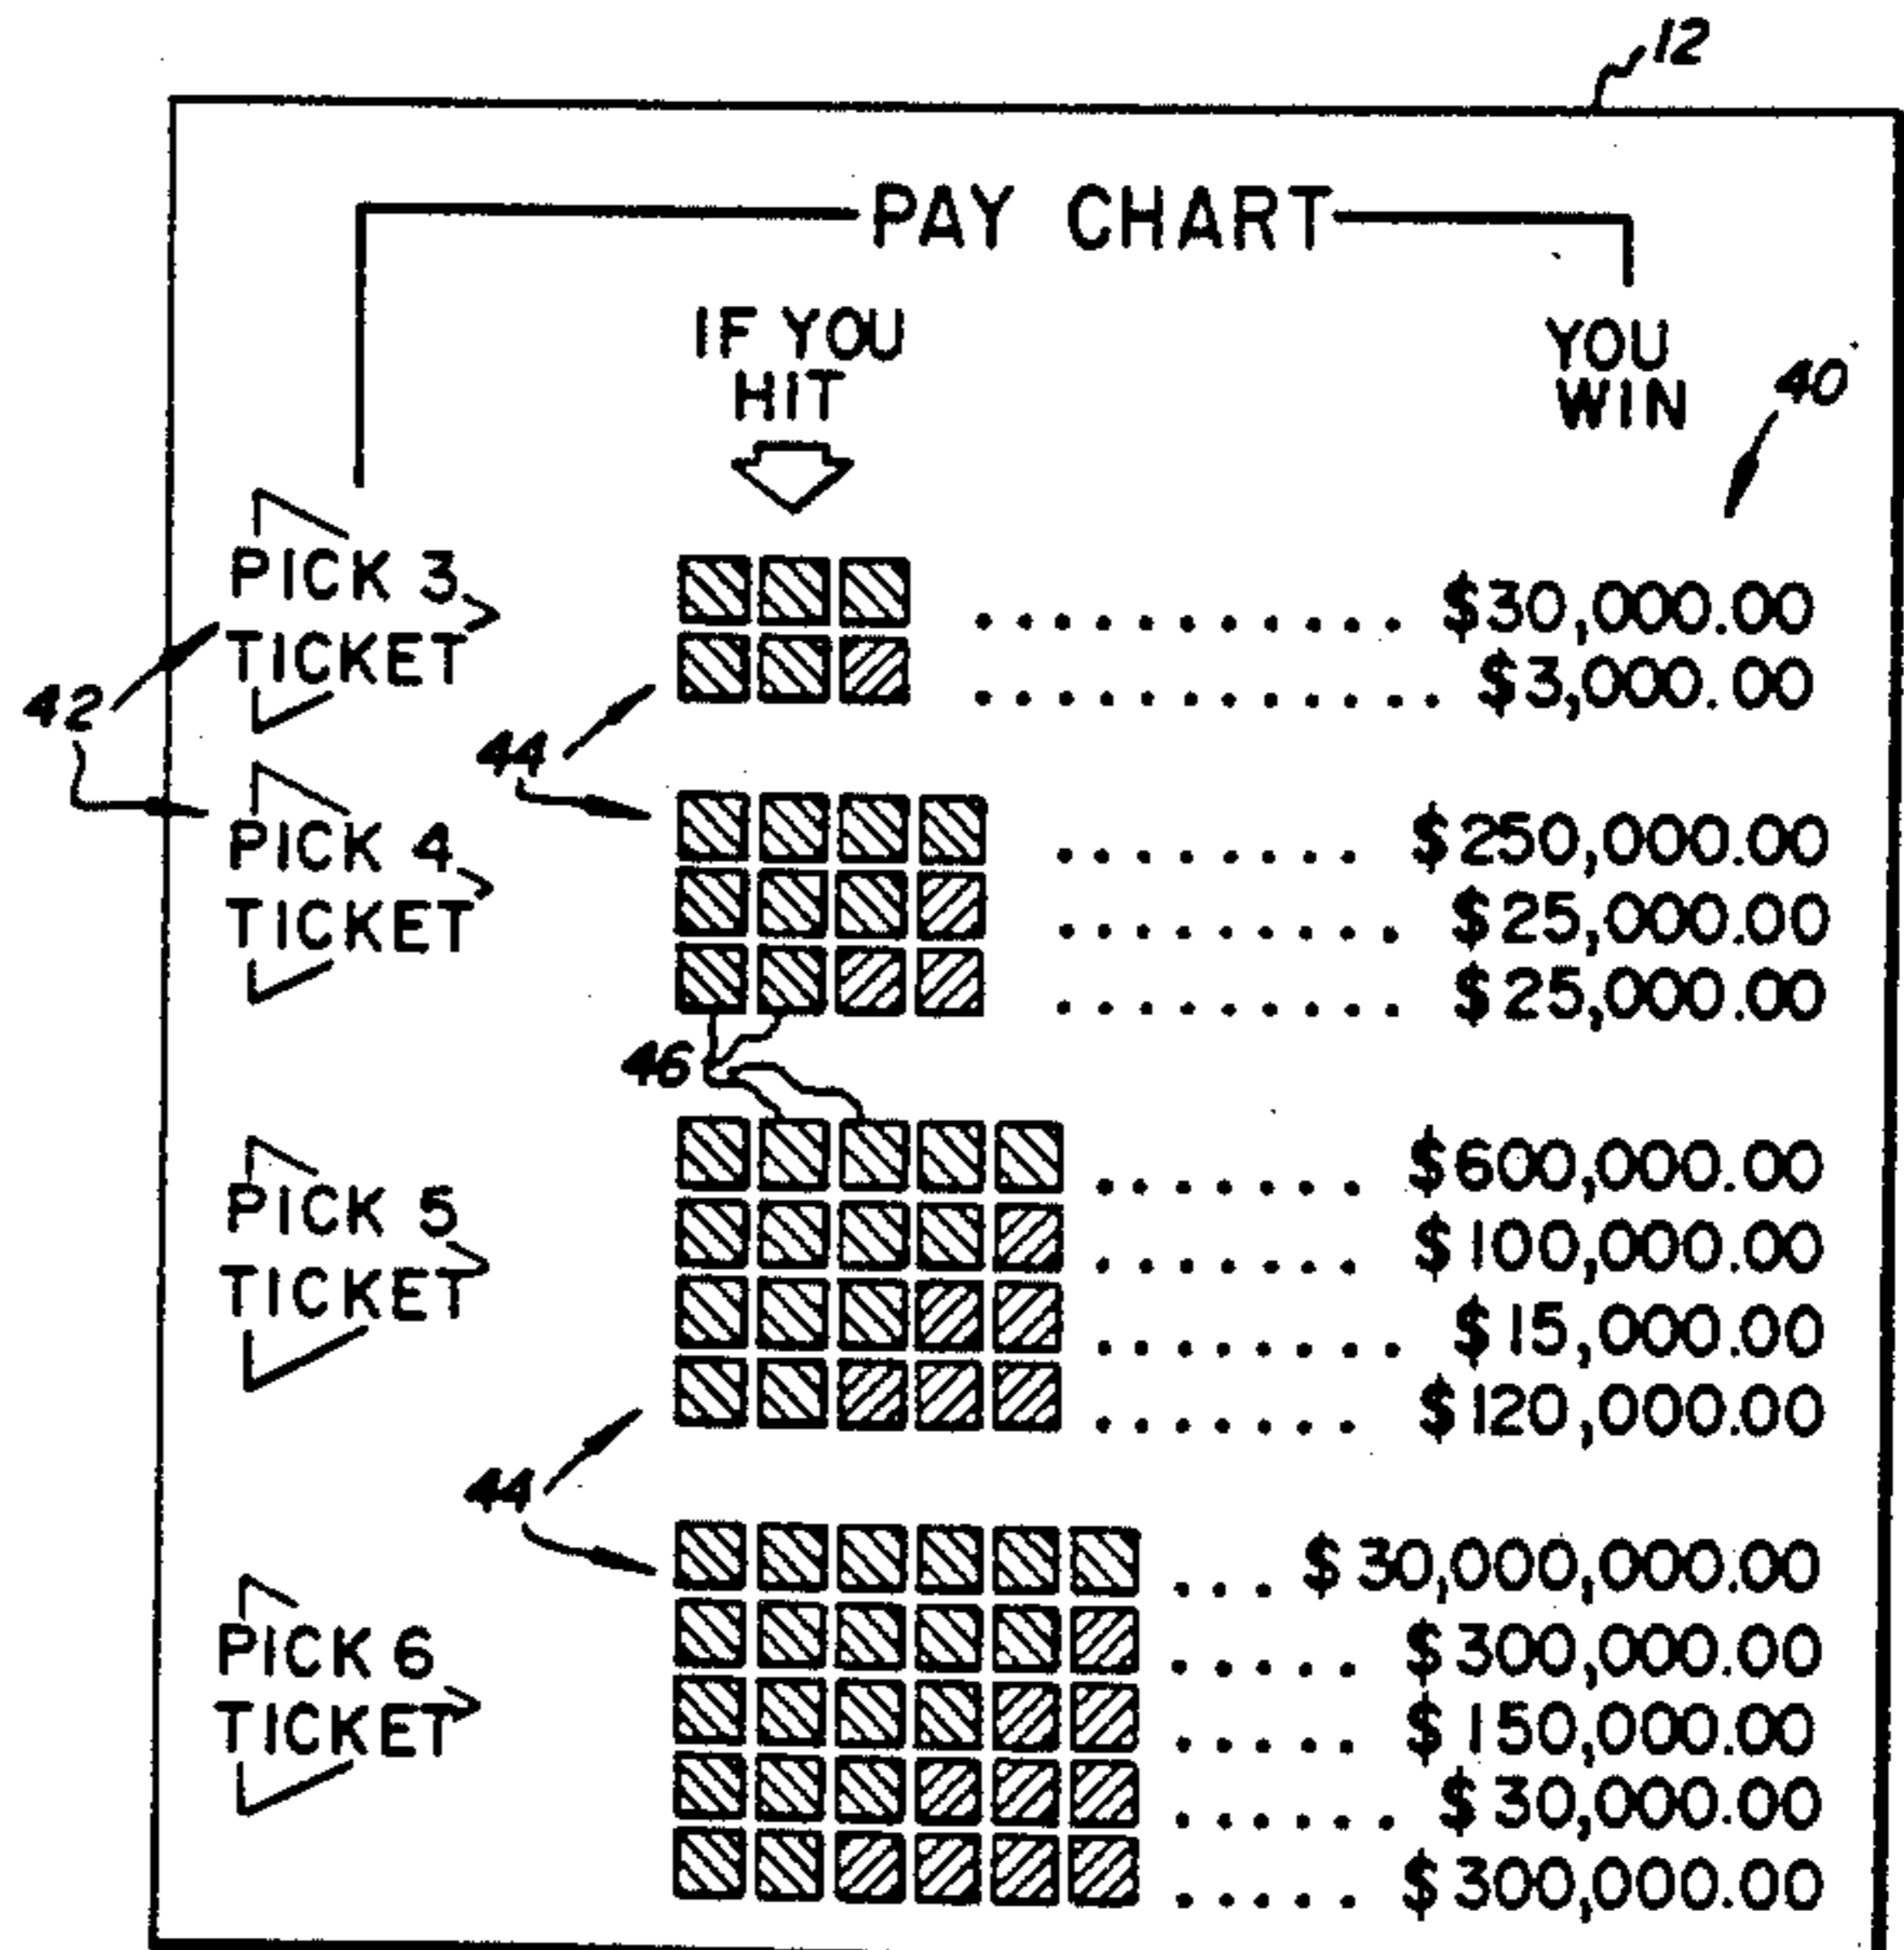 12
PAY CHART
IF YOU
HIT
YOU
WIN
40
PICK 3
TICKET
............ $30,000.00
............ $3,000.00
42
44
PICK 4
TICKET
........ $250,000.00
......... $25,000.00
......... $25,000.00
46
PICK 5
TICKET
....... $600,000.00
....... $100,000.00
........ $15,000.00
....... $120,000.00
44
PICK 6
TICKET
... $30,000,000.00
..... $300,000.00
..... $150,000.00
...... $30,000.00
..... $300,000.00